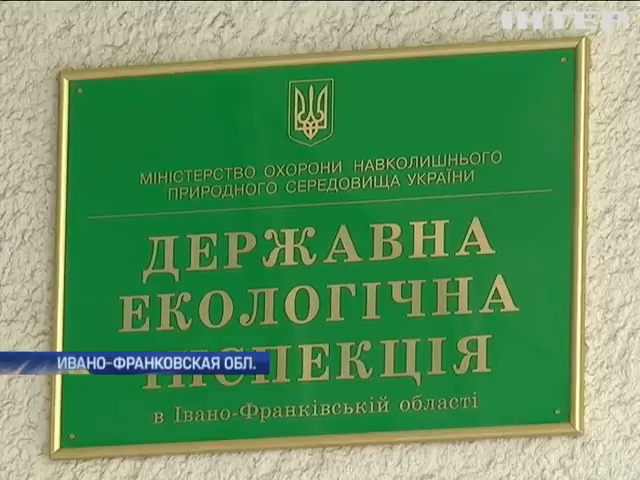 ІНТЕР
МІНІСТЕРСТВО ОХОРОНИ НАВКОЛИШНЬОГО
ПРИРОДНОГО СЕРЕДОВИЩА УКРАЇНИ
ДЕРЖАВНА
ЕКОЛОГІЧНА
ІНСПЕКЦІЯ
ИВАНО-ФРАНКОВСКАЯ ОБЛ.
в Івано-Франківській області